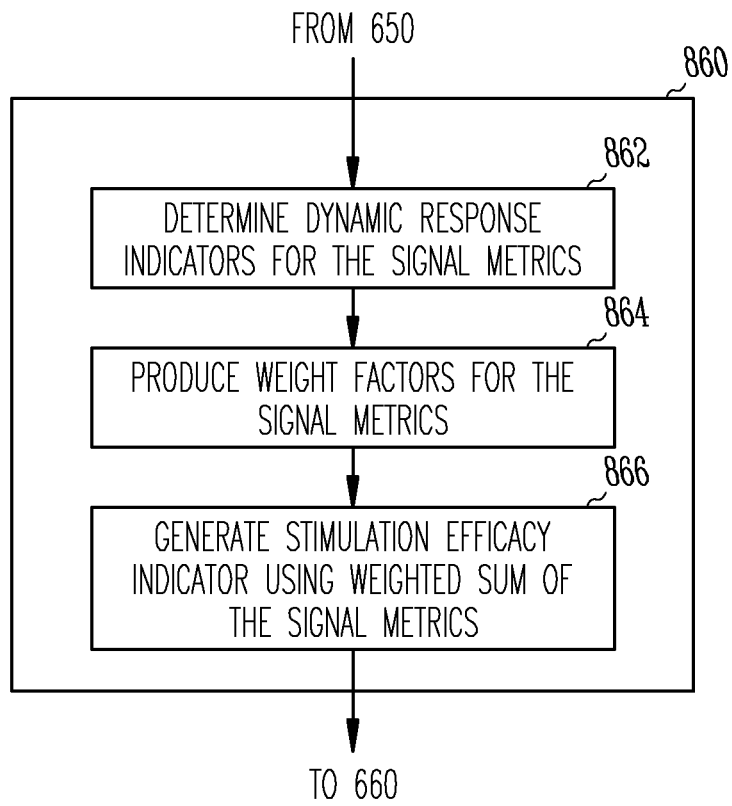 FROM 650
860
862
DETERMINE DYNAMIC RESPONSE
INDICATORS FOR THE SIGNAL METRICS
864
PRODUCE WEIGHT FACTORS FOR THE
SIGNAL METRICS
866
GENERATE STIMULATION EFFICACY
INDICATOR USING WEIGHTED SUM OF
THE SIGNAL METRICS
TO 660